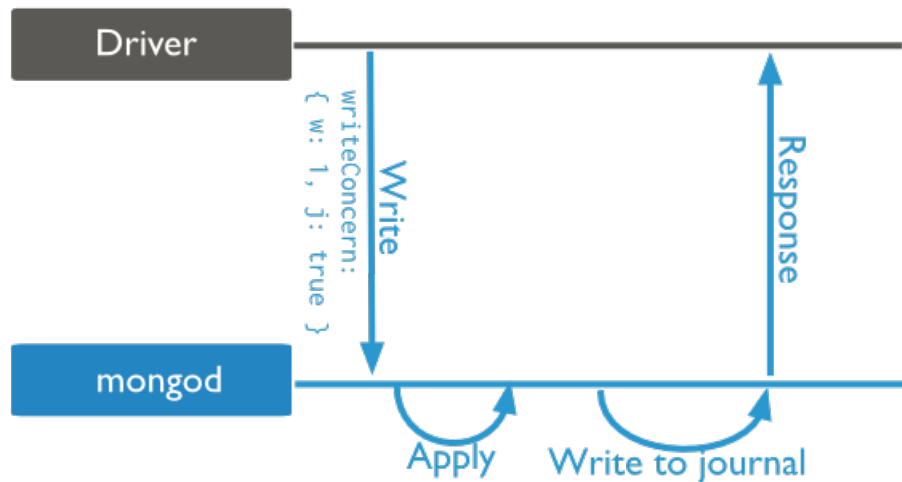 Driver
writeConcern:
{ w: 1, j: true }
Write
Response
mongod
Apply
Write to journal